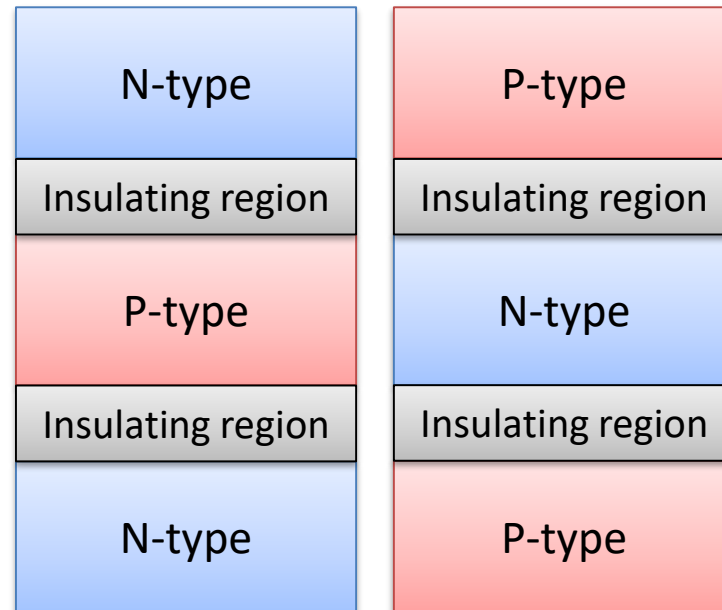 N-type
Insulating region
P-type
Insulating region
N-type
P-type
Insulating region
N-type
Insulating region
P-type